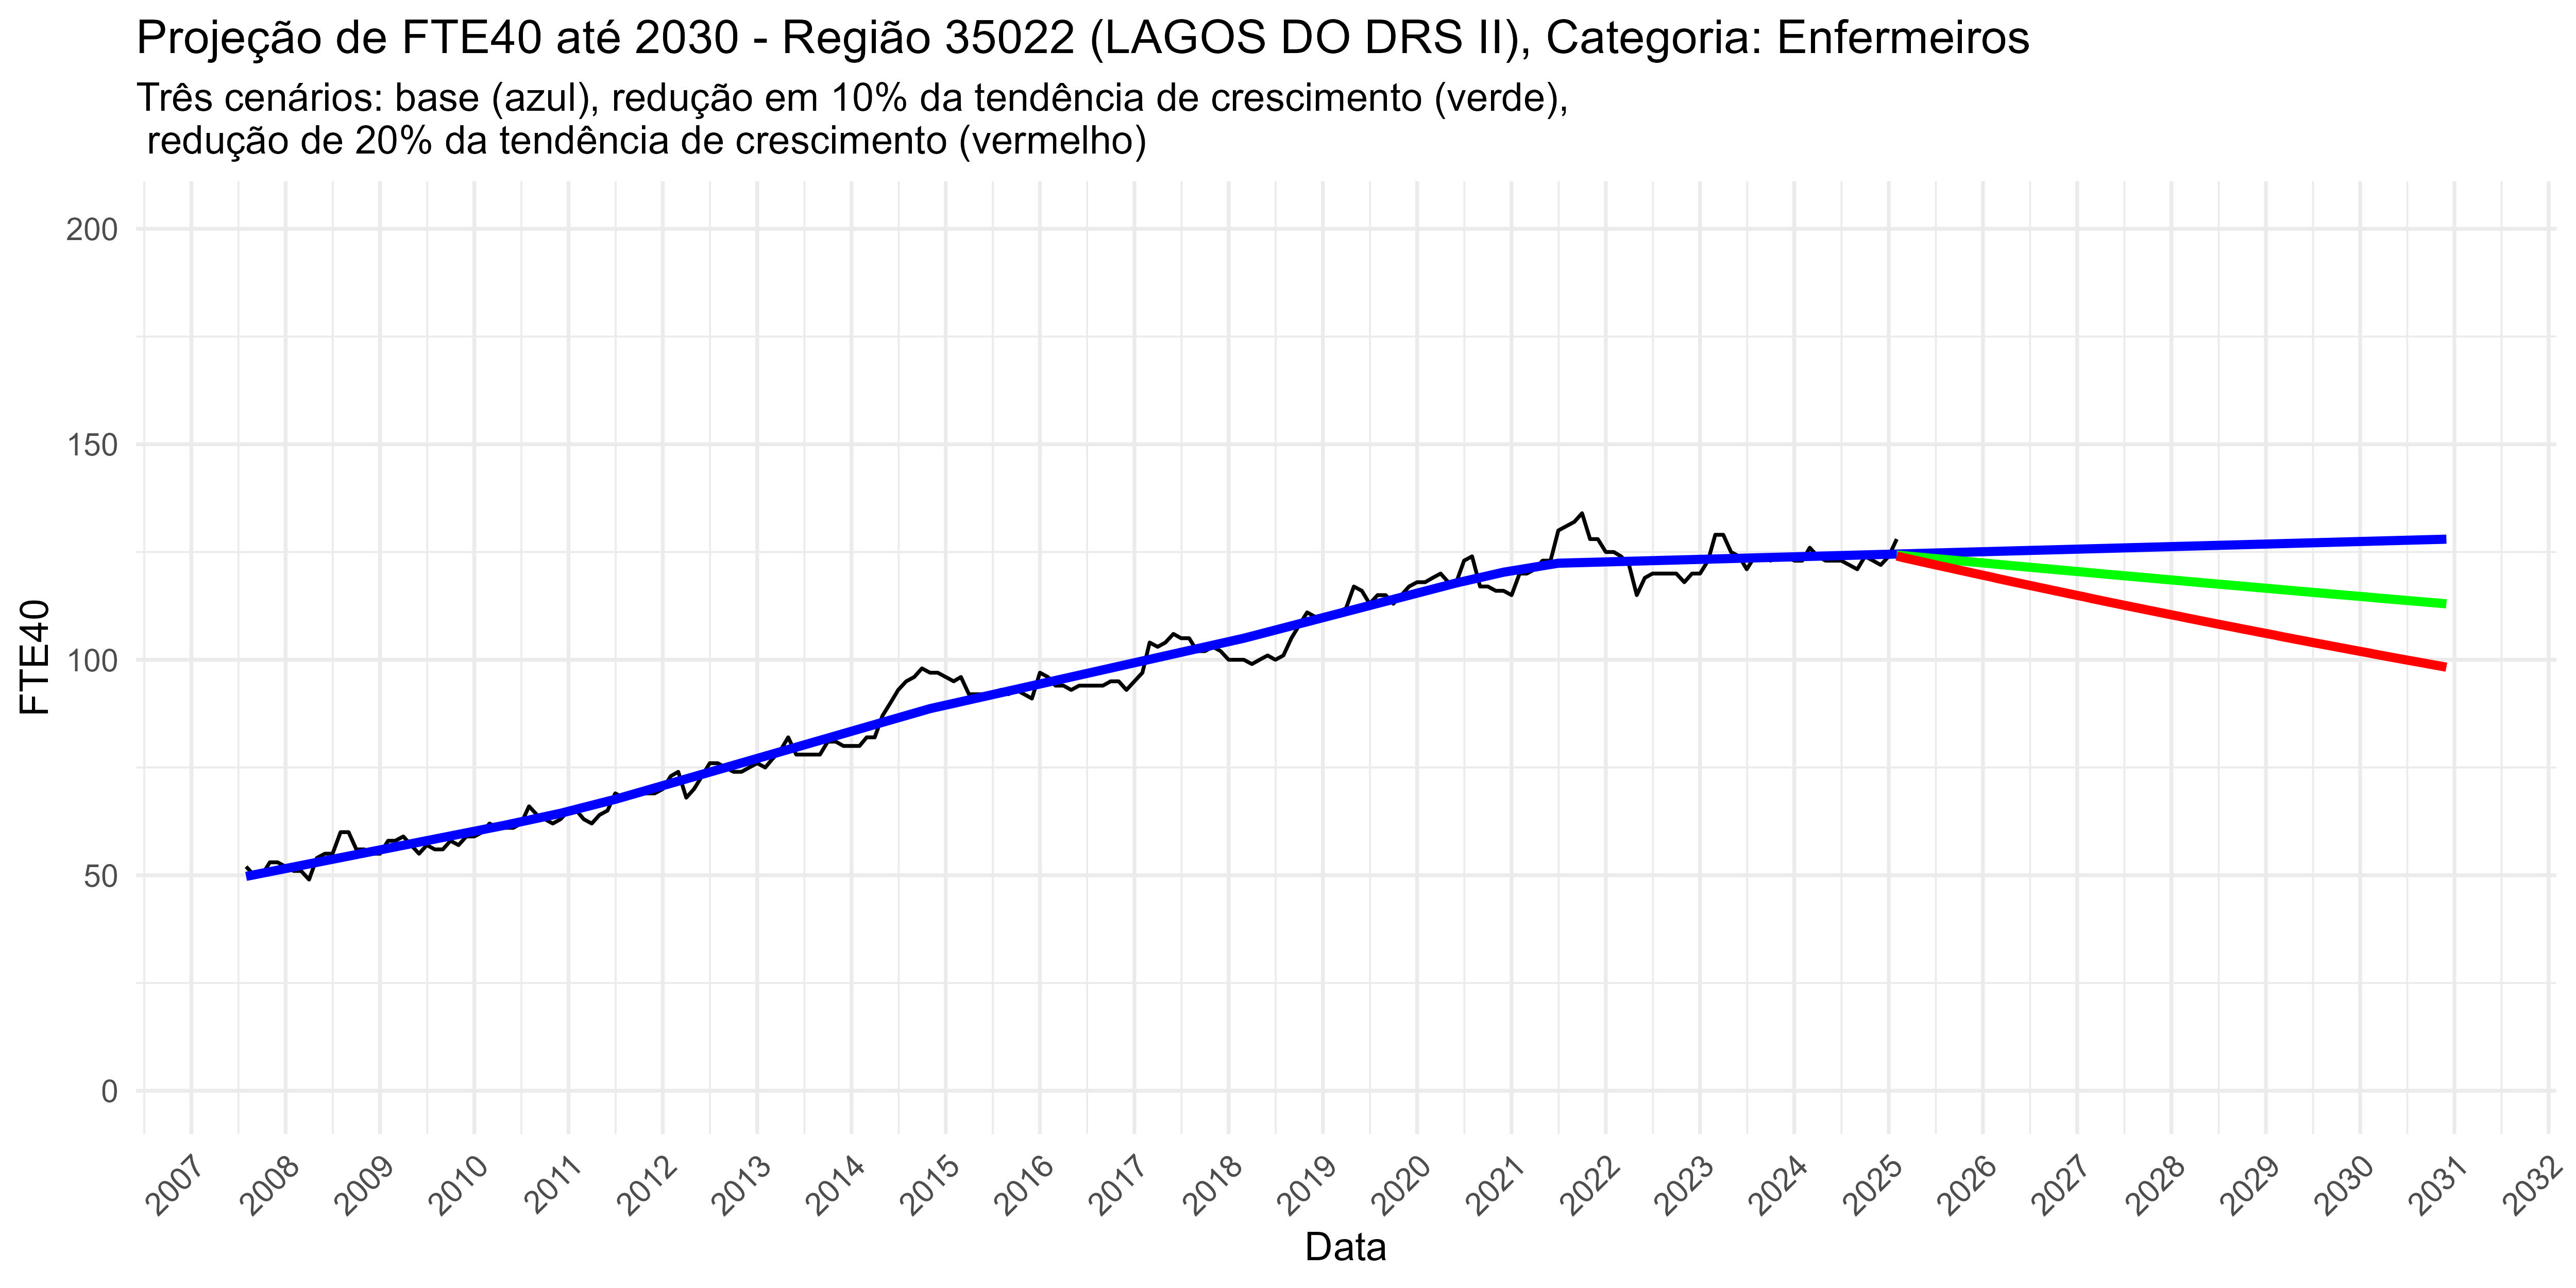 Projeção de FTE40 até 2030 - Região 35022 (LAGOS DO DRS II), Categoria: Enfermeiros
Três cenários: base (azul), redução em 10% da tendência de crescimento (verde),
redução de 20% da tendência de crescimento (vermelho)
200
150
100
50
0
FTE40
2007 2008 2009 2010 2011 2012 2013 2014 2015 2016 2017 2018 2019 2020 2021 2022 2023 2024 2025 2026 2027 2028 2029 2030 2031 2032
Data